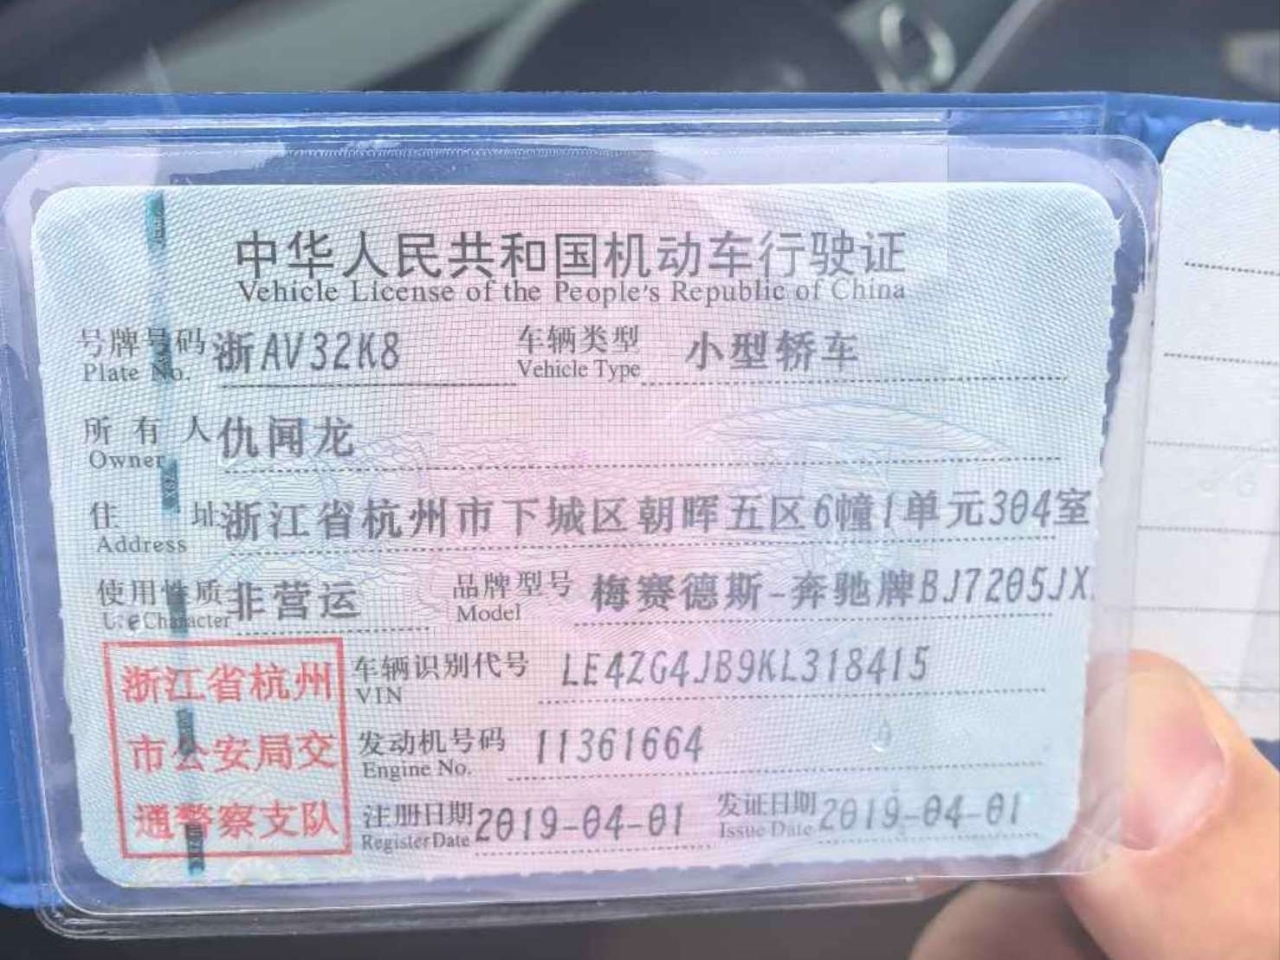 中华人民共和国机动车行驶证
Vehicle License of the People's Republic of China
号牌号码 浙AV32K8 车辆类型 小型轿车
Plate No. Vehicle Type
所有人 仇闻龙
Owner
住址 浙江省杭州市下城区朝晖五区6幢1单元304室
Address
使用性质 非营运 品牌型号 梅赛德斯-奔驰牌BJ7205JX
Use Character Model
浙江省杭州 车辆识别代号 LE4ZG4JB9KL318415
VIN
市公安局交 发动机号码 11361664
Engine No.
通警察支队 注册日期 2019-04-01 发证日期 2019-04-01
Register Date Issue Date